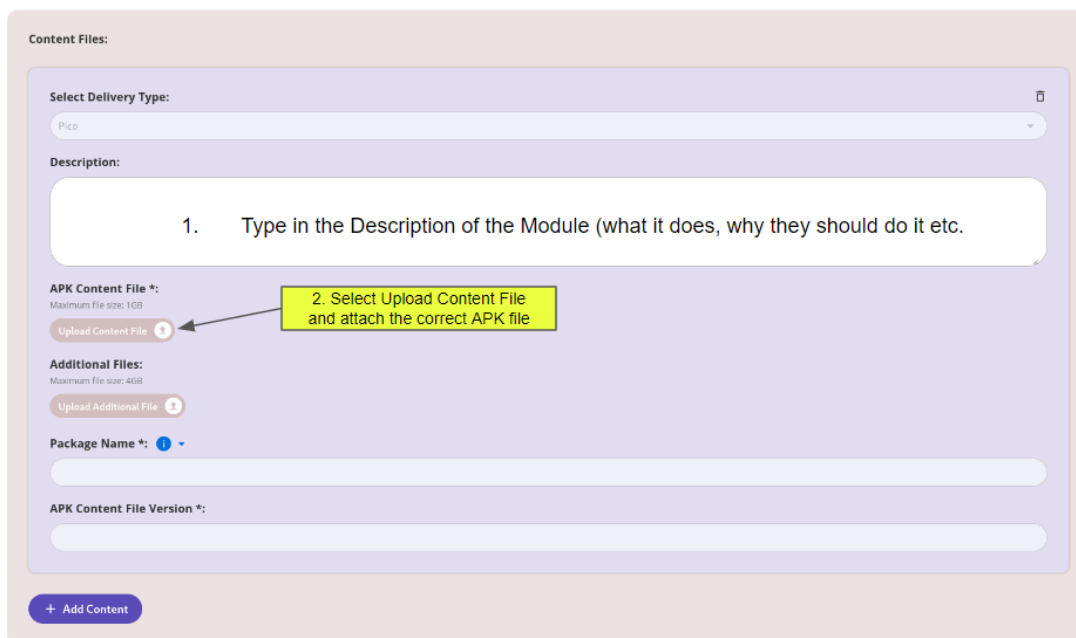 Content Files:
Select Delivery Type:
Pico
Description:
1. Type in the Description of the Module (what it does, why they should do it etc.
APK Content File *:
Maximum file size: 1GB
2. Select Upload Content File
and attach the correct APK file
Upload Content File
Additional Files:
Maximum file size: 4GB
Upload Additional File
Package Name *: i
APK Content File Version *:
+ Add Content